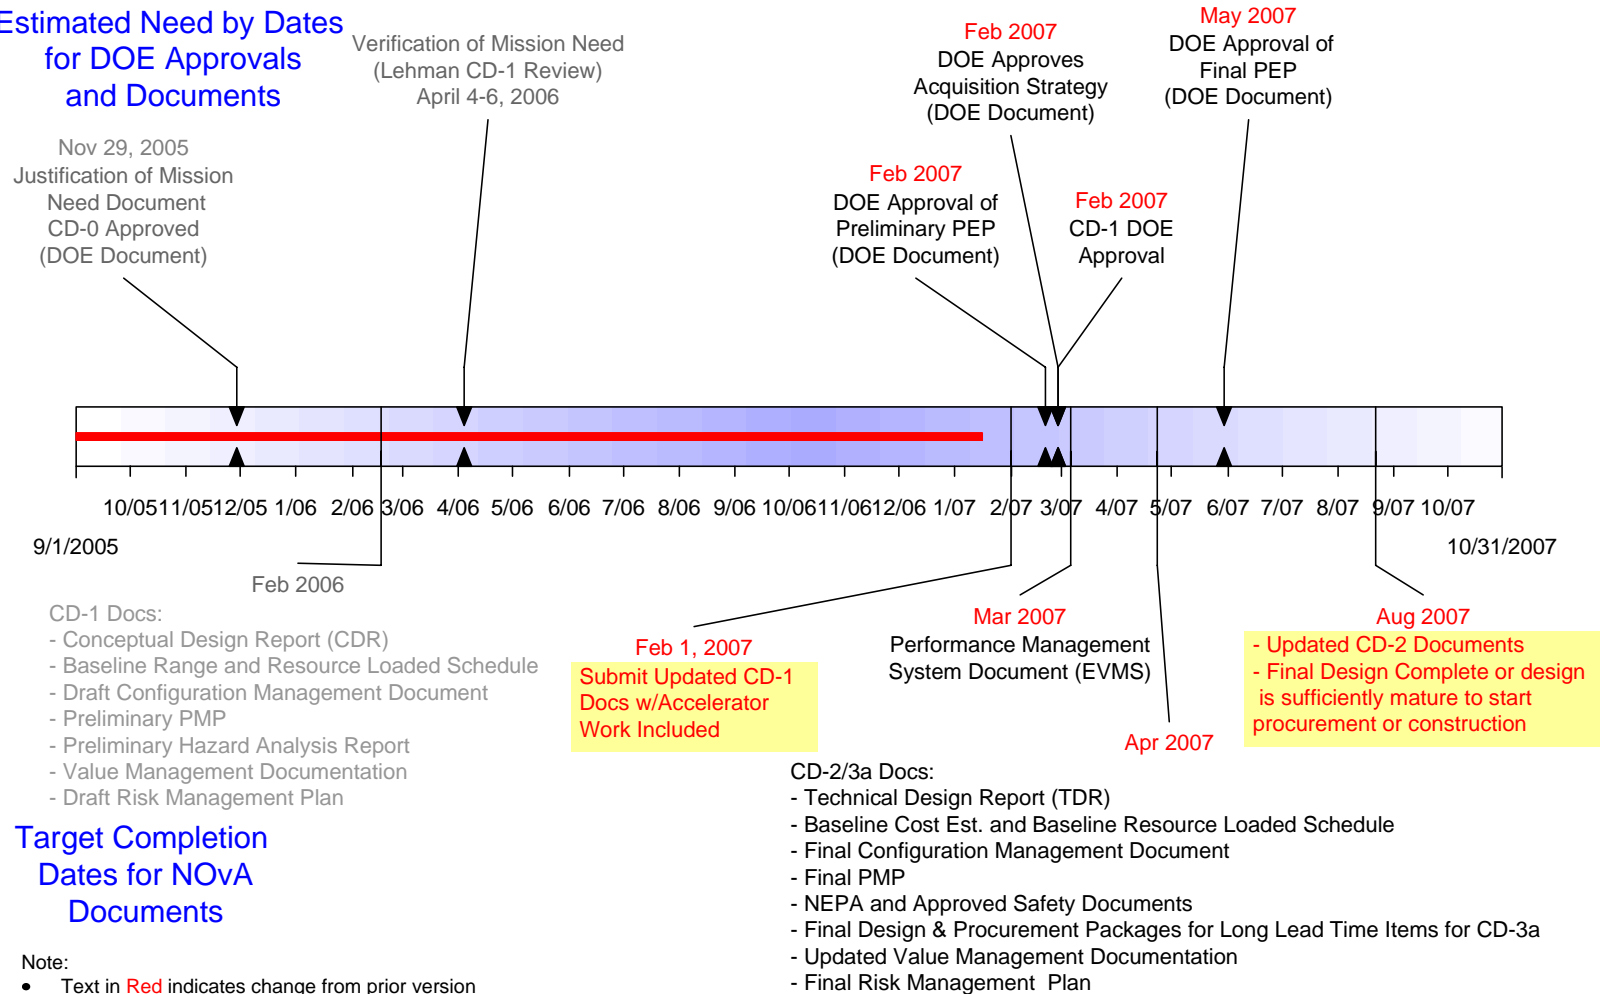 Estimated Need by Dates
for DOE Approvals
and Documents
Verification of Mission Need
(Lehman CD-1 Review)
April 4-6, 2006
Nov 29, 2005
Justification of Mission
Need Document
CD-0 Approved
(DOE Document)
Feb 2007
DOE Approves
Acquisition Strategy
(DOE Document)
May 2007
DOE Approval of
Final PEP
(DOE Document)
Feb 2007
DOE Approval of
Preliminary PEP
(DOE Document)
Feb 2007
CD-1 DOE
Approval
10/05 11/05 12/05 1/06 2/06 3/06 4/06 5/06 6/06 7/06 8/06 9/06 10/06 11/06 12/06 1/07 2/07 3/07 4/07 5/07 6/07 7/07 8/07 9/07 10/07
9/1/2005
10/31/2007
Feb 2006
CD-1 Docs:
- Conceptual Design Report (CDR)
- Baseline Range and Resource Loaded Schedule
- Draft Configuration Management Document
- Preliminary PMP
- Preliminary Hazard Analysis Report
- Value Management Documentation
- Draft Risk Management Plan
Feb 1, 2007
Submit Updated CD-1
Docs w/Accelerator
Work Included
Mar 2007
Performance Management
System Document (EVMS)
Apr 2007
CD-2/3a Docs:
- Technical Design Report (TDR)
- Baseline Cost Est. and Baseline Resource Loaded Schedule
- Final Configuration Management Document
- Final PMP
- NEPA and Approved Safety Documents
- Final Design & Procurement Packages for Long Lead Time Items for CD-3a
- Updated Value Management Documentation
- Final Risk Management  Plan
Aug 2007
- Updated CD-2 Documents
- Final Design Complete or design
is sufficiently mature to start
procurement or construction
Target Completion
Dates for NOvA
Documents
Note:
• Text in Red indicates change from prior version